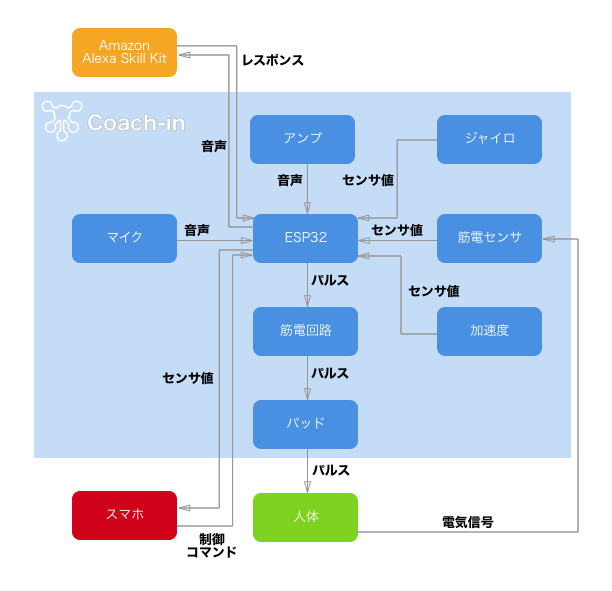 Amazon
Alexa Skill Kit
レスポンス
Coach-in
音声
アンプ
ジャイロ
音声
センサ値
マイク
音声
ESP32
センサ値
筋電センサ
パルス
センサ値
筋電回路
加速度
センサ値
パルス
パッド
パルス
スマホ
人体
電気信号
制御
コマンド